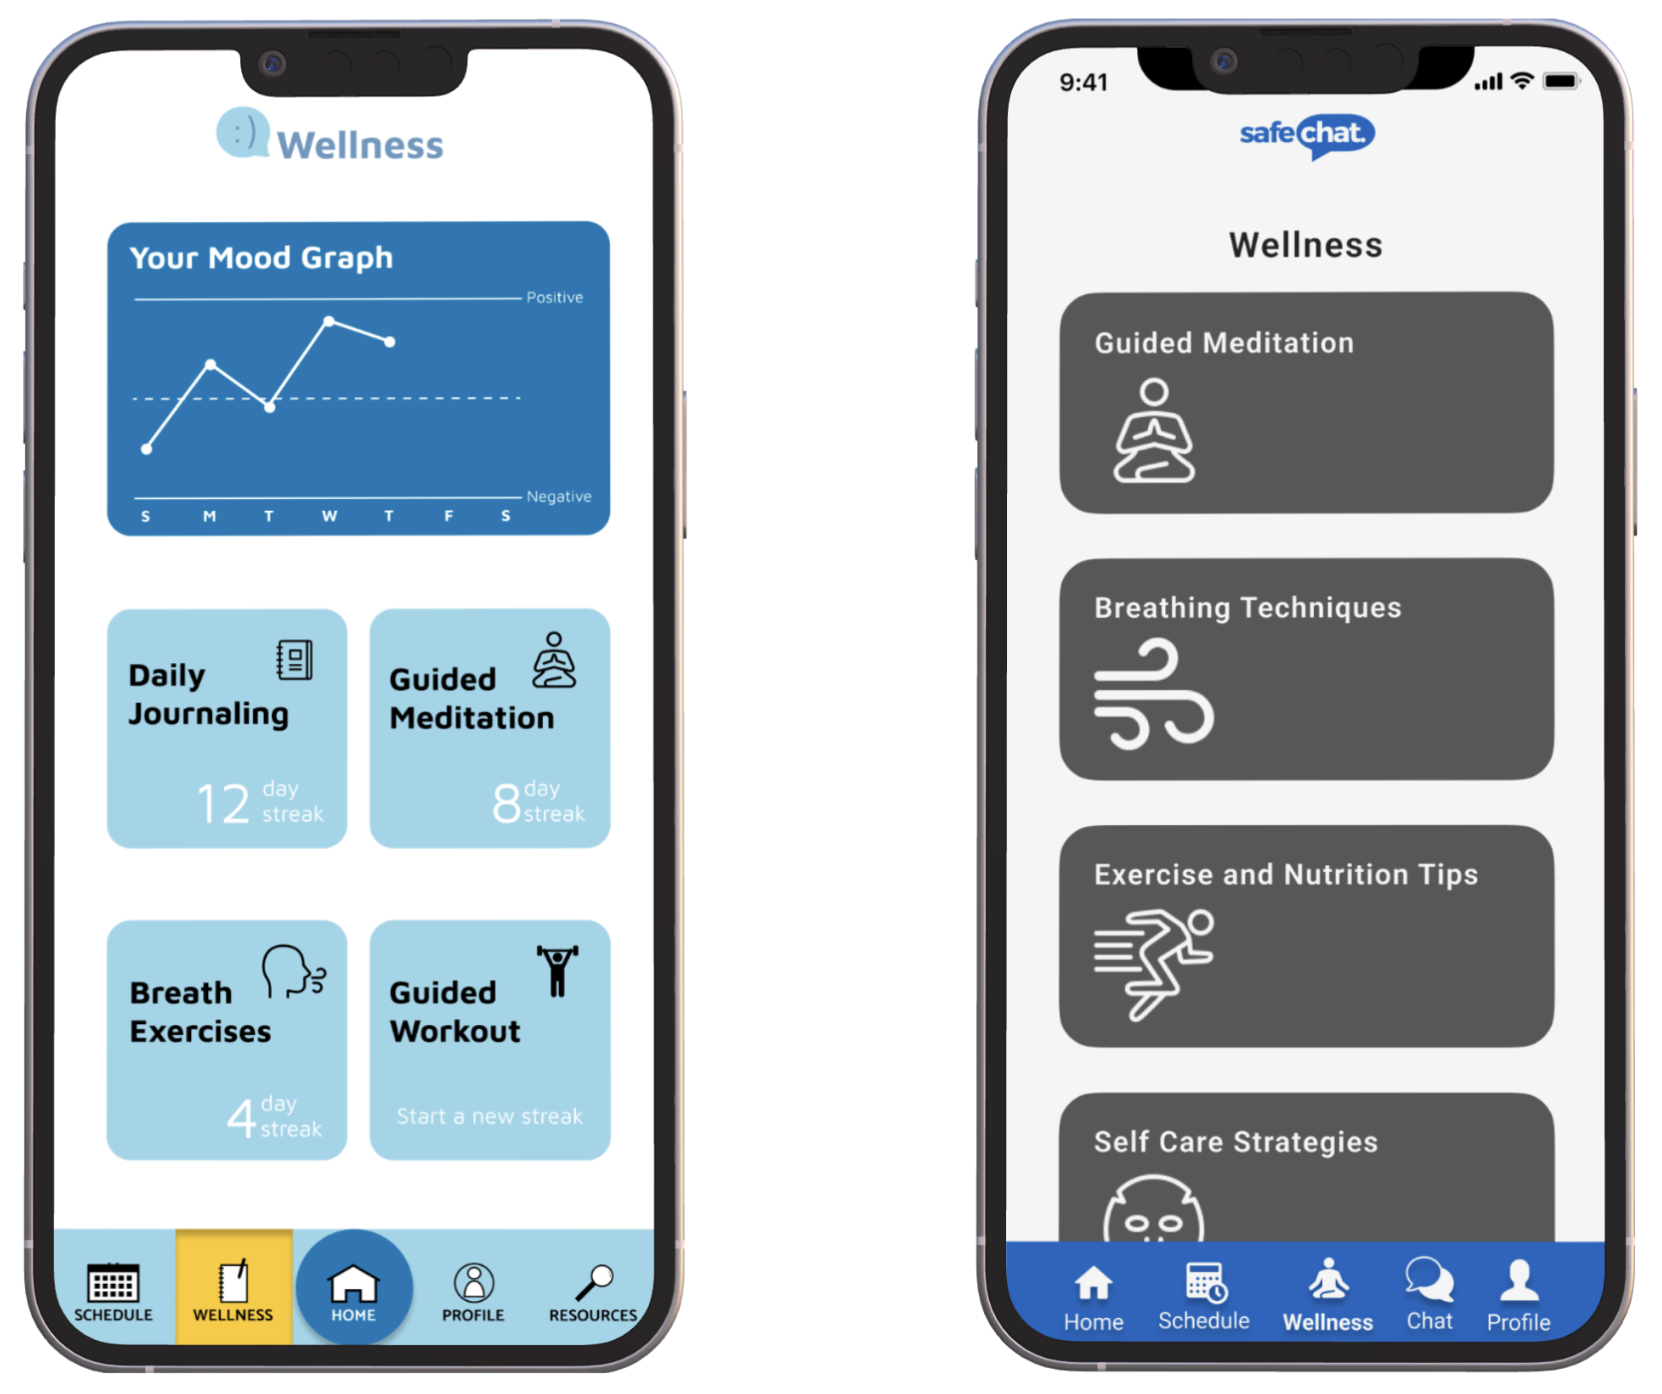 :) Wellness
Your Mood Graph
Positive
Negative
S M T W T F S
Daily
Journaling
12 day
streak
Guided
Meditation
8 day
streak
Breath
Exercises
4 day
streak
Guided
Workout
Start a new streak
SCHEDULE WELLNESS HOME PROFILE RESOURCES
9:41
safechat.
Wellness
Guided Meditation
Breathing Techniques
Exercise and Nutrition Tips
Self Care Strategies
Home Schedule Wellness Chat Profile